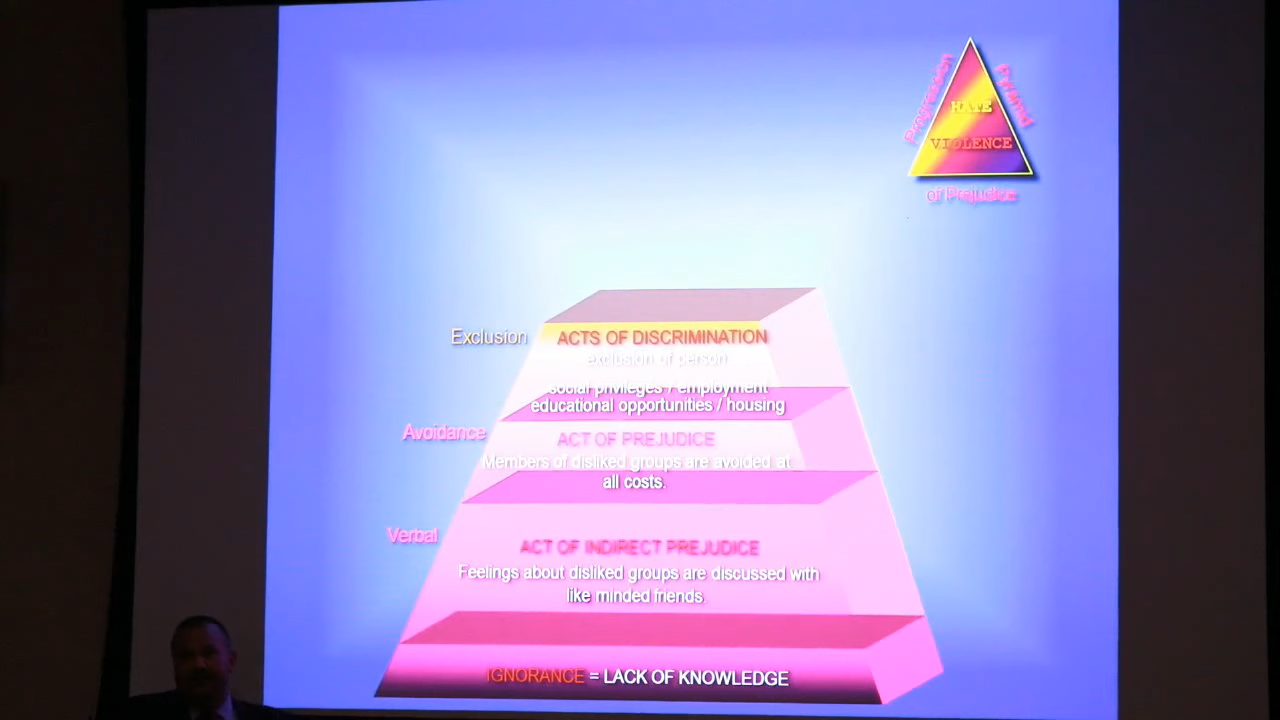 Progression
Pyramid
HATE
VIOLENCE
of Prejudice
Exclusion
ACTS OF DISCRIMINATION
exclusion of person
social privileges / employment
educational opportunities / housing
Avoidance
ACT OF PREJUDICE
Members of disliked groups are avoided at
all costs.
Verbal
ACT OF INDIRECT PREJUDICE
Feelings about disliked groups are discussed with
like minded friends.
IGNORANCE = LACK OF KNOWLEDGE